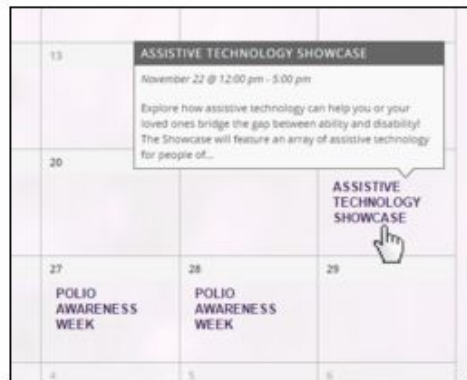 13
ASSISTIVE TECHNOLOGY SHOWCASE
November 22 @ 12:00 pm - 5:00 pm
Explore how assistive technology can help you or your
loved ones bridge the gap between ability and disability!
The Showcase will feature an array of assistive technology
for people of...
20
ASSISTIVE
TECHNOLOGY
SHOWCASE
27
28
29
POLIO
AWARENESS
WEEK
POLIO
AWARENESS
WEEK
4
5
6